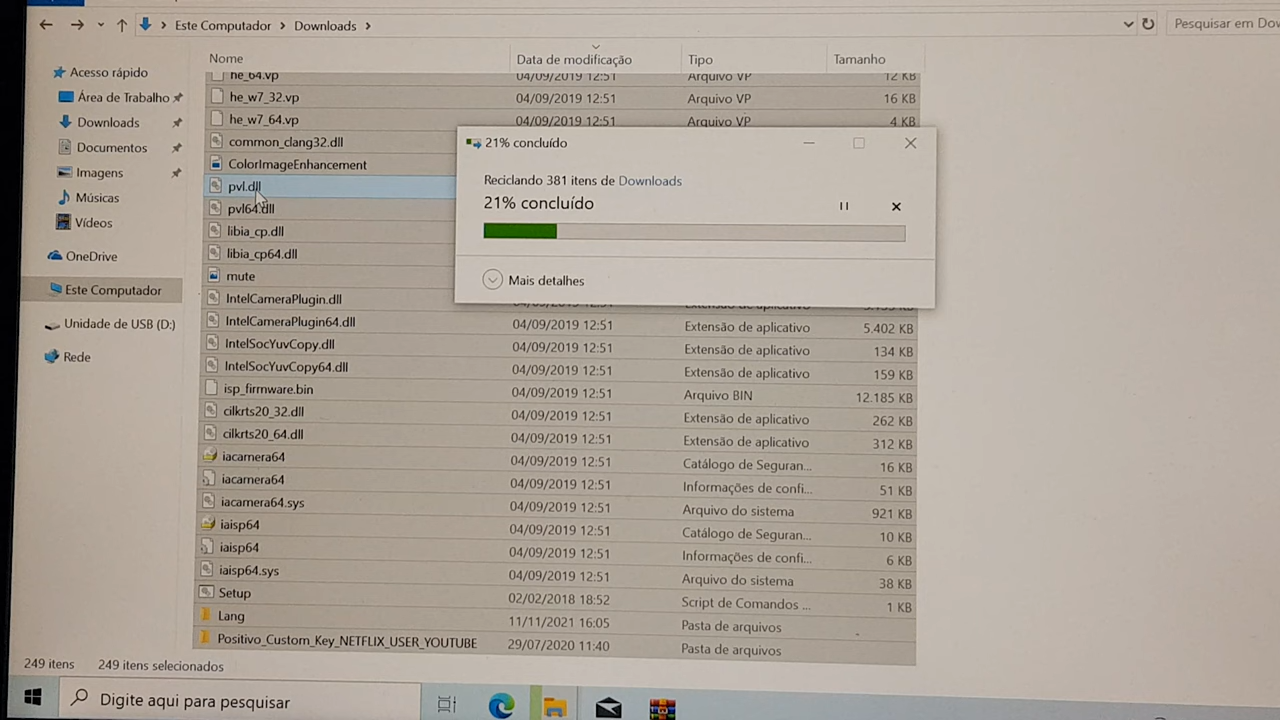 Este Computador > Downloads >
Pesquisar em Dow
Nome Data de modificação Tipo Tamanho
Acesso rápido
Área de Trabalho
Downloads
Documentos
Imagens
Músicas
Vídeos
OneDrive
Este Computador
Unidade de USB (D:)
Rede
he_64.vp 04/09/2019 12:51 Arquivo VP 12 KB
he_w7_32.vp 04/09/2019 12:51 Arquivo VP 16 KB
he_w7_64.vp 04/09/2019 12:51 Arquivo VP 4 KB
common_clang32.dll
ColorImageEnhancement
pvl.dll
pvl64.dll
libia_cp.dll
libia_cp64.dll
mute
IntelCameraPlugin.dll
21% concluído
Reciclando 381 itens de Downloads
21% concluído
Mais detalhes
IntelCameraPlugin64.dll 04/09/2019 12:51 Extensão de aplicativo 5.402 KB
IntelSocYuvCopy.dll 04/09/2019 12:51 Extensão de aplicativo 134 KB
IntelSocYuvCopy64.dll 04/09/2019 12:51 Extensão de aplicativo 159 KB
isp_firmware.bin 04/09/2019 12:51 Arquivo BIN 12.185 KB
cilkrts20_32.dll 04/09/2019 12:51 Extensão de aplicativo 262 KB
cilkrts20_64.dll 04/09/2019 12:51 Extensão de aplicativo 312 KB
iacamera64 04/09/2019 12:51 Catálogo de Seguran... 16 KB
iacamera64 04/09/2019 12:51 Informações de confi... 51 KB
iacamera64.sys 04/09/2019 12:51 Arquivo do sistema 921 KB
iaisp64 04/09/2019 12:51 Catálogo de Seguran... 10 KB
iaisp64 04/09/2019 12:51 Informações de confi... 6 KB
iaisp64.sys 04/09/2019 12:51 Arquivo do sistema 38 KB
Setup 02/02/2018 18:52 Script de Comandos ... 1 KB
Lang 11/11/2021 16:05 Pasta de arquivos
Positivo_Custom_Key_NETFLIX_USER_YOUTUBE 29/07/2020 11:40 Pasta de arquivos
249 itens 249 itens selecionados
Digite aqui para pesquisar